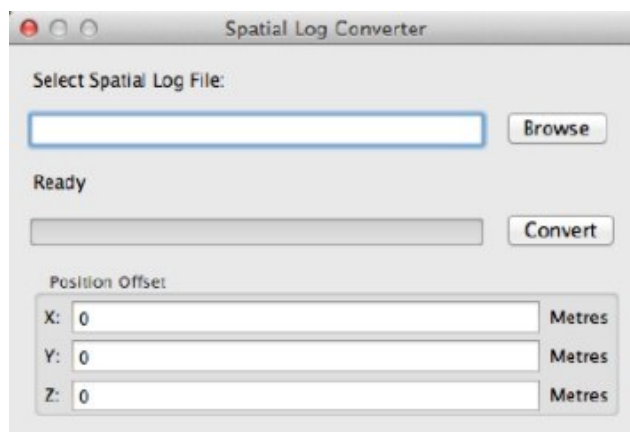 Spatial Log Converter
Select Spatial Log File:
Browse
Ready
Convert
Position Offset
X: 0 Metres
Y: 0 Metres
Z: 0 Metres